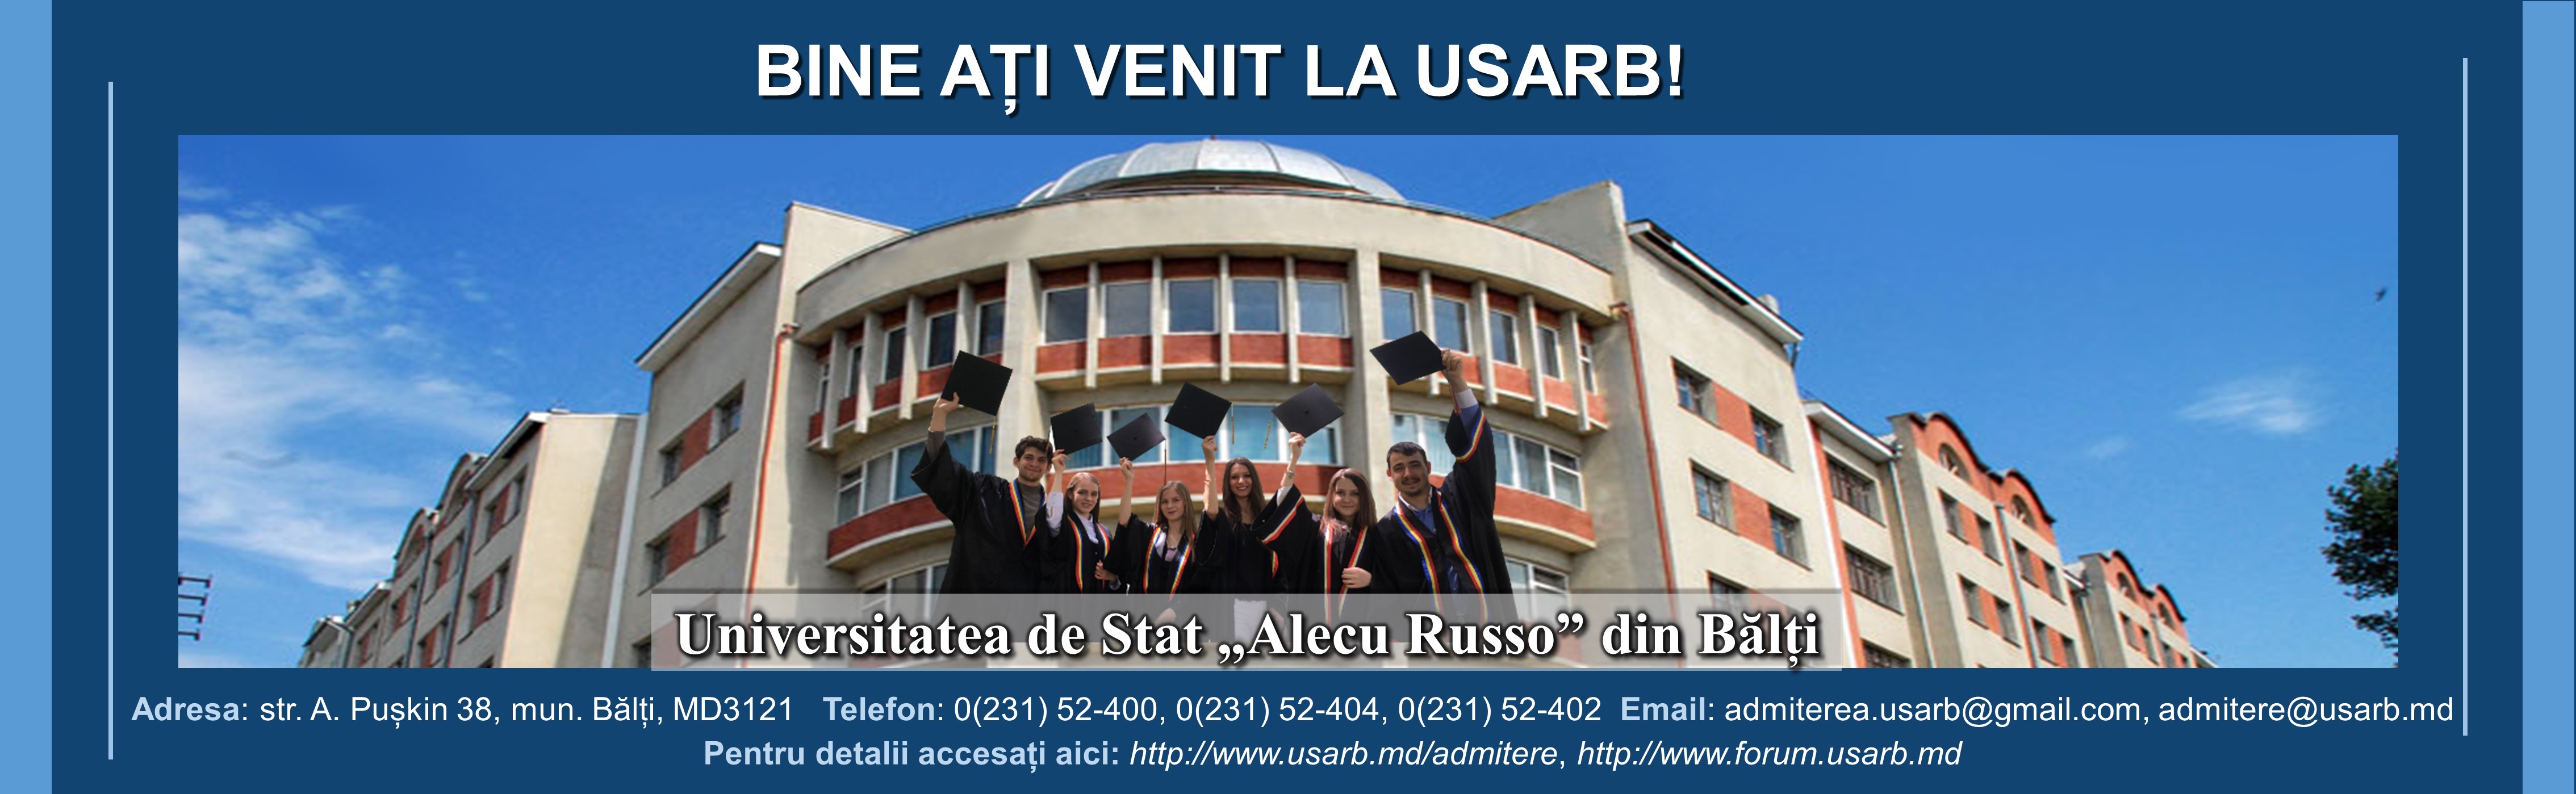 BINE AȚI VENIT LA USARB!
Universitatea de Stat „Alecu Russo” din Bălți
Adresa: str. A. Pușkin 38, mun. Bălți, MD3121 Telefon: 0(231) 52-400, 0(231) 52-404, 0(231) 52-402 Email: admiterea.usarb@gmail.com, admitere@usarb.md
Pentru detalii accesați aici: http://www.usarb.md/admitere, http://www.forum.usarb.md